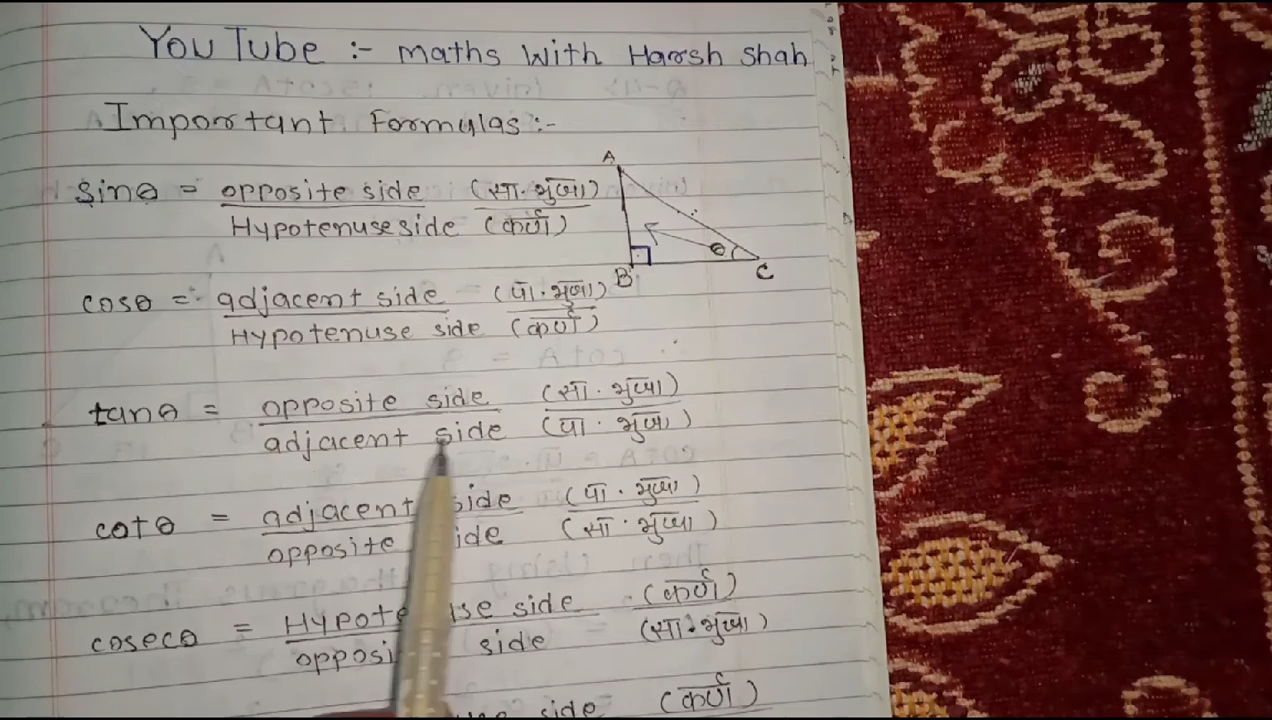 YouTube :- maths with Harsh shah
Important Formulas :-
sinθ = opposite side (सा. भुजा)
Hypotenuse side (कर्ण)
A
B
C
θ
cosθ = adjacent side (पा. भुजा)
Hypotenuse side (कर्ण)
tanθ = opposite side (सा. भुजा)
adjacent side (पा. भुजा)
cotθ = adjacent side (पा. भुजा)
opposite side (सा. भुजा)
cosecθ = Hypote use side (कर्ण)
opposi side (सा. भुजा)
side (कर्ण)